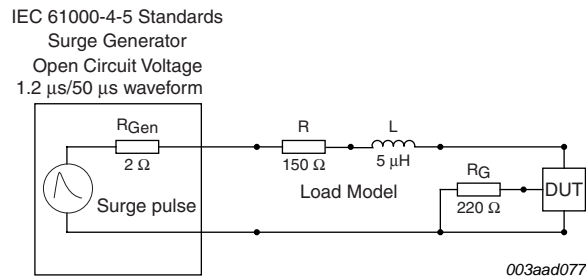 IEC 61000-4-5 Standards
Surge Generator
Open Circuit Voltage
1.2 μs/50 μs waveform
RGen
2 Ω
Surge pulse
R
150 Ω
L
5 μH
Load Model
RG
220 Ω
DUT
003aad077